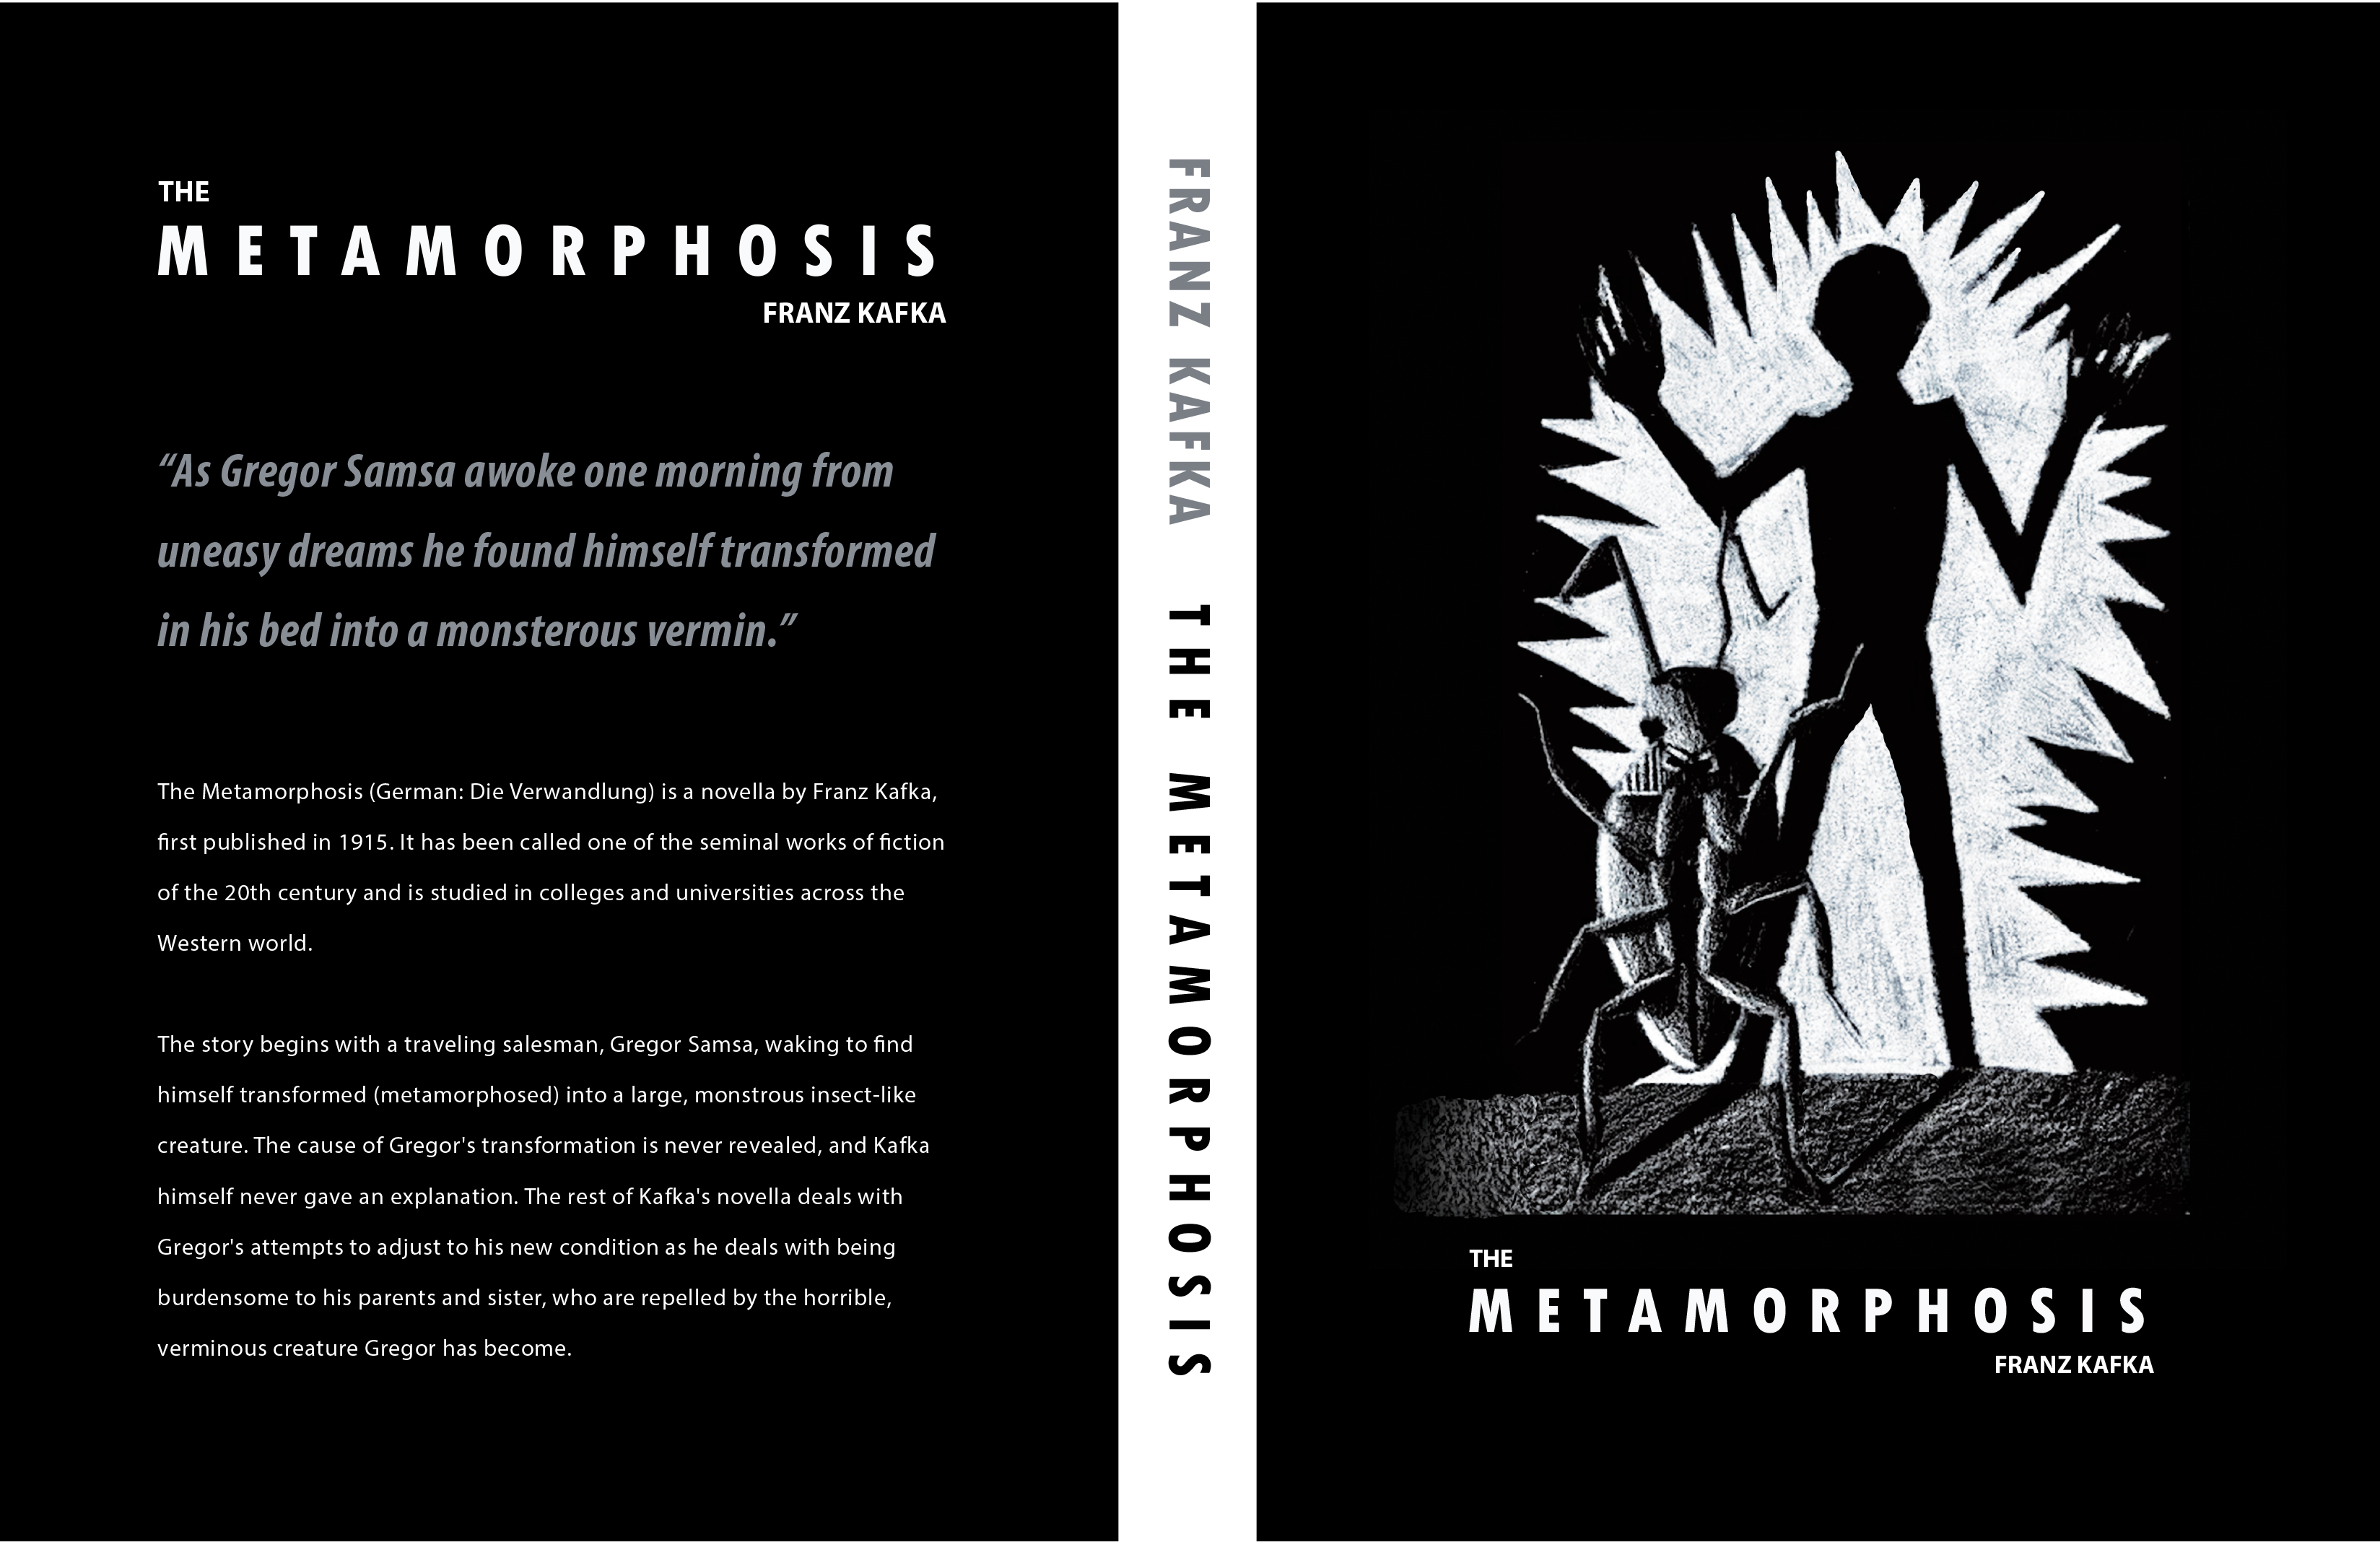 THE
METAMORPHOSIS
FRANZ KAFKA
“As Gregor Samsa awoke one morning from
uneasy dreams he found himself transformed
in his bed into a monsterous vermin.”
The Metamorphosis (German: Die Verwandlung) is a novella by Franz Kafka,
first published in 1915. It has been called one of the seminal works of fiction
of the 20th century and is studied in colleges and universities across the
Western world.
The story begins with a traveling salesman, Gregor Samsa, waking to find
himself transformed (metamorphosed) into a large, monstrous insect-like
creature. The cause of Gregor's transformation is never revealed, and Kafka
himself never gave an explanation. The rest of Kafka's novella deals with
Gregor's attempts to adjust to his new condition as he deals with being
burdensome to his parents and sister, who are repelled by the horrible,
verminous creature Gregor has become.
FRANZ KAFKA THE METAMORPHOSIS
THE
METAMORPHOSIS
FRANZ KAFKA